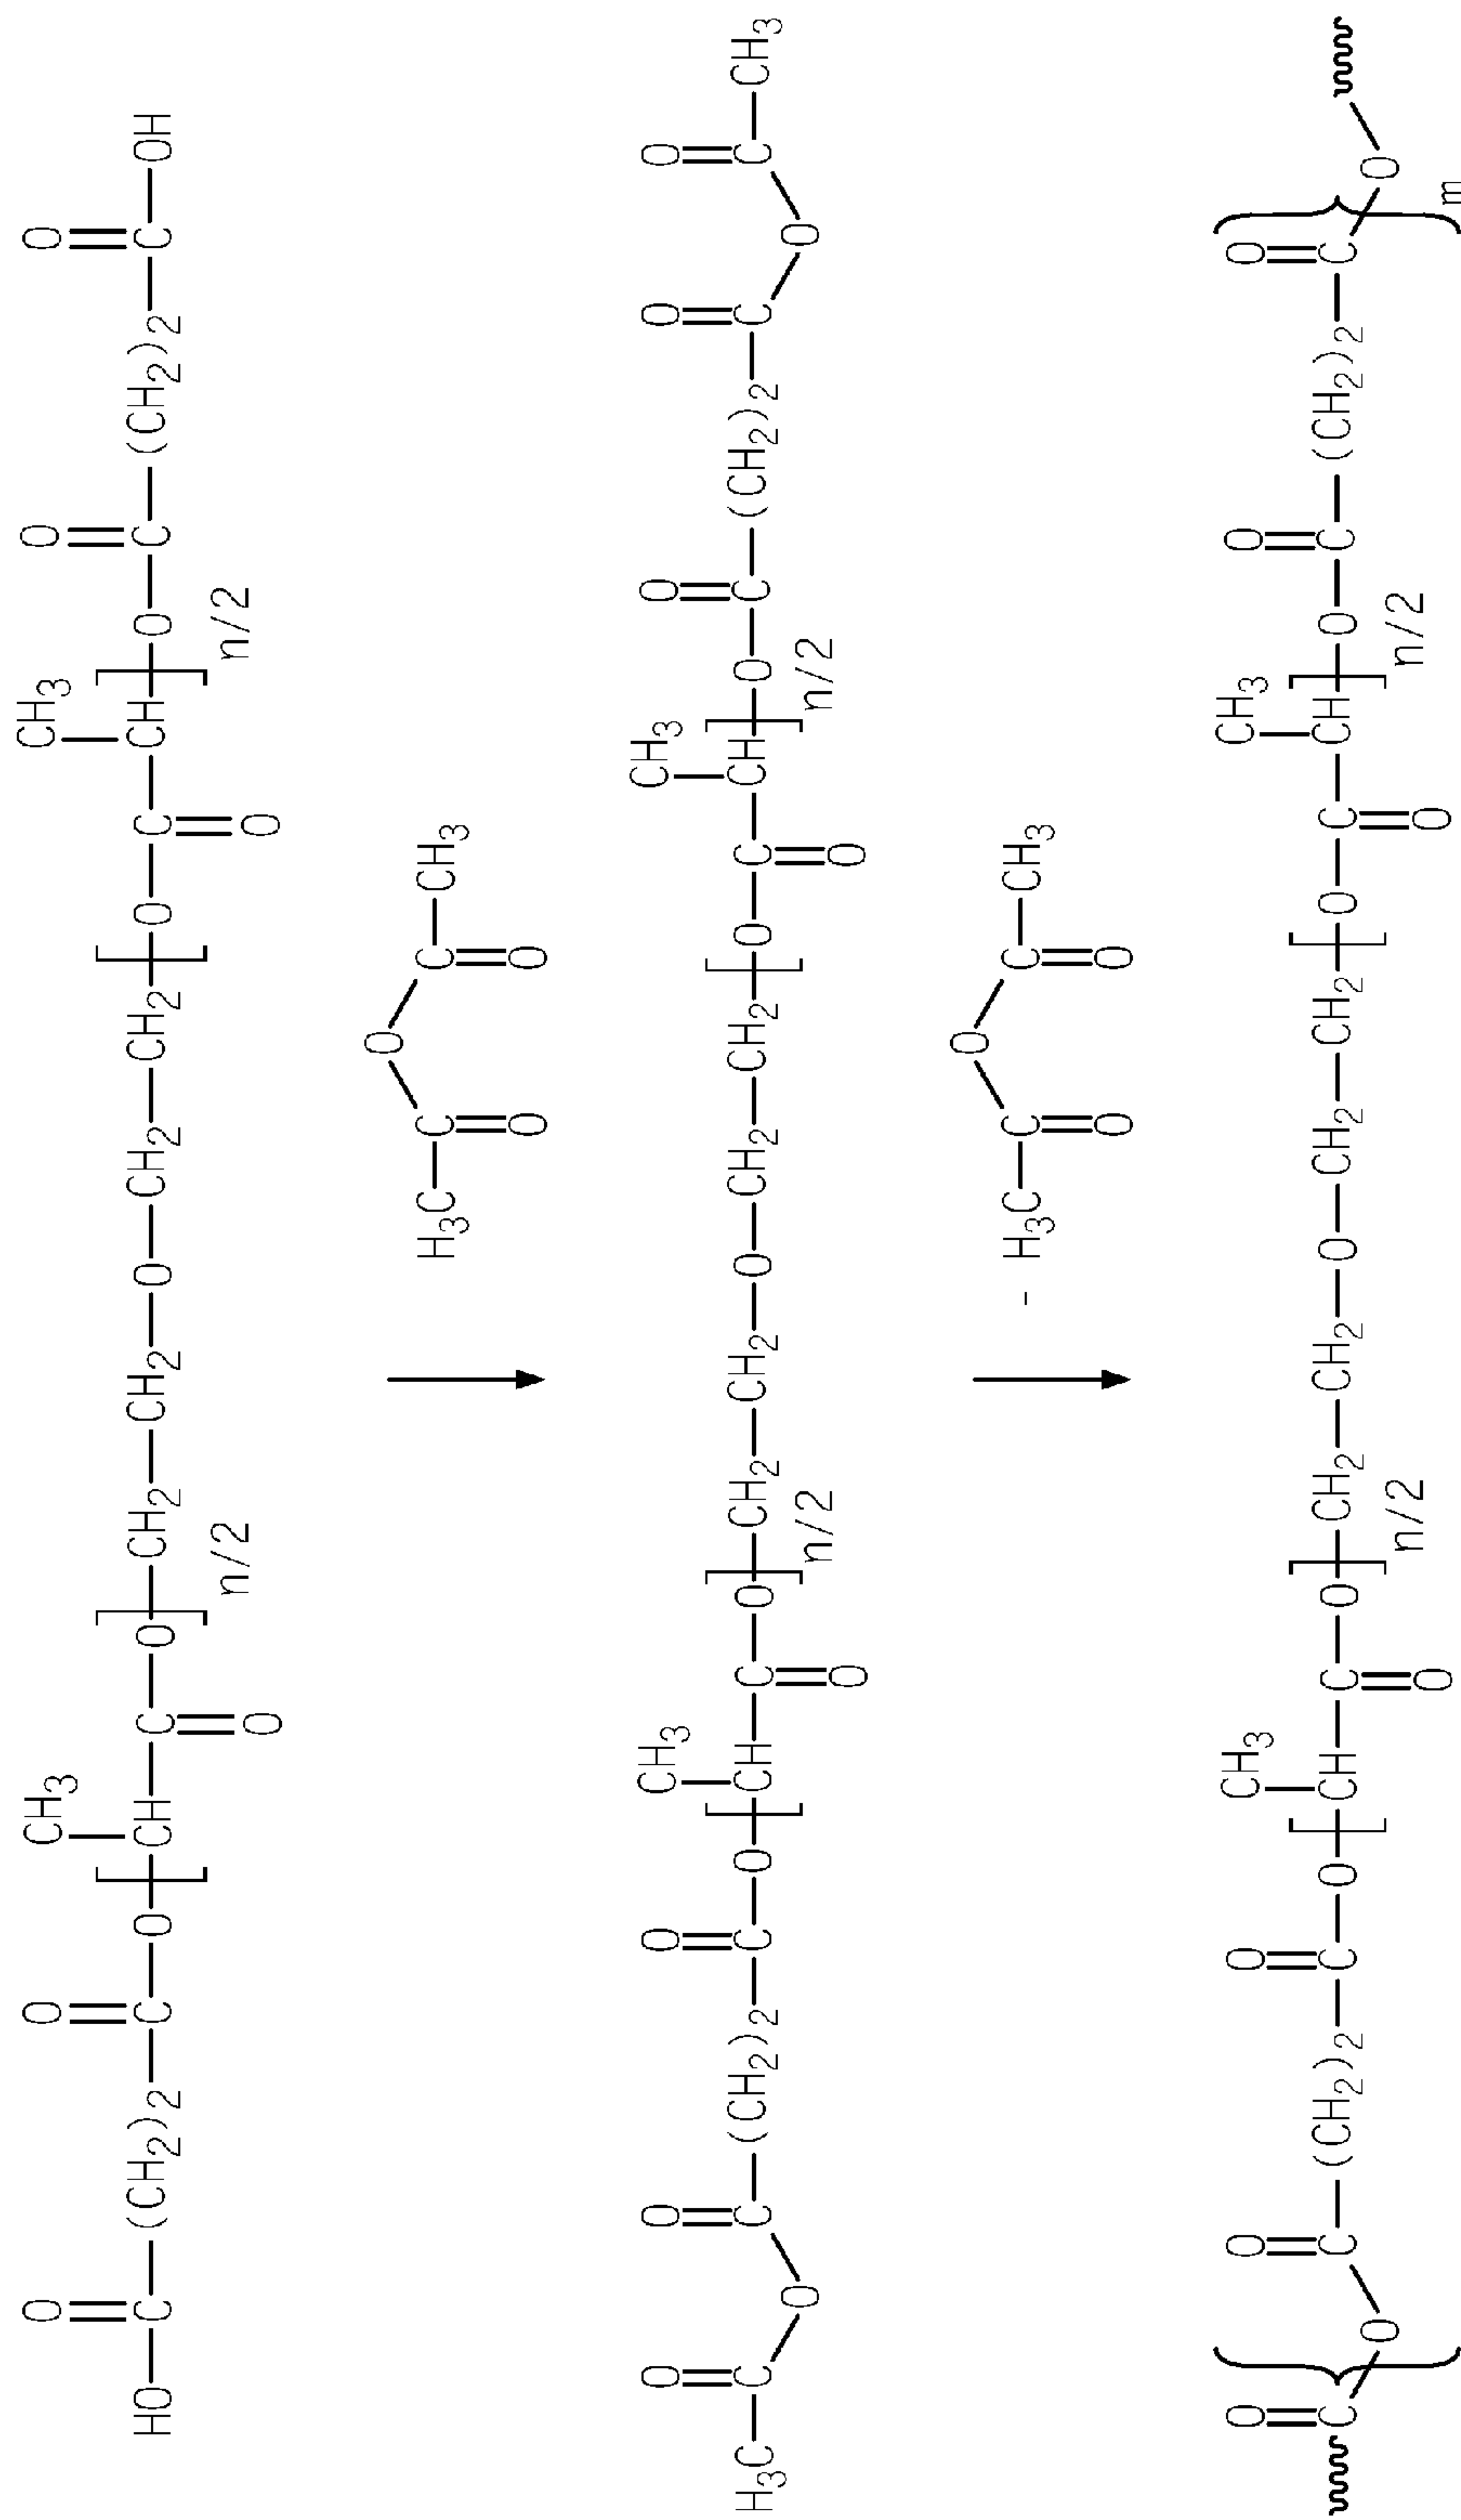 O O CH3 CH3 O O
HO—C—(CH2)2—C—O—[CH—C—O]—CH2—CH2—O—CH2—CH2—[O—C—CH]—O—C—(CH2)2—C—OH
O n/2 O n/2
O
H3C—C C—CH3
O O
O O O CH3 CH3 O O O
H3C—C C—(CH2)2—C—O—[CH—C—O]—CH2—CH2—O—CH2—CH2—[O—C—CH]—O—C—(CH2)2—C C—CH3
O O n/2 O n/2 O
O
- H3C—C C—CH3
O O
O O O CH3 CH3 O O
C { C—(CH2)2—C—O—[CH—C—O]—CH2—CH2—O—CH2—CH2—[O—C—CH]—O—C—(CH2)2—C }
O O n/2 O n/2 m O